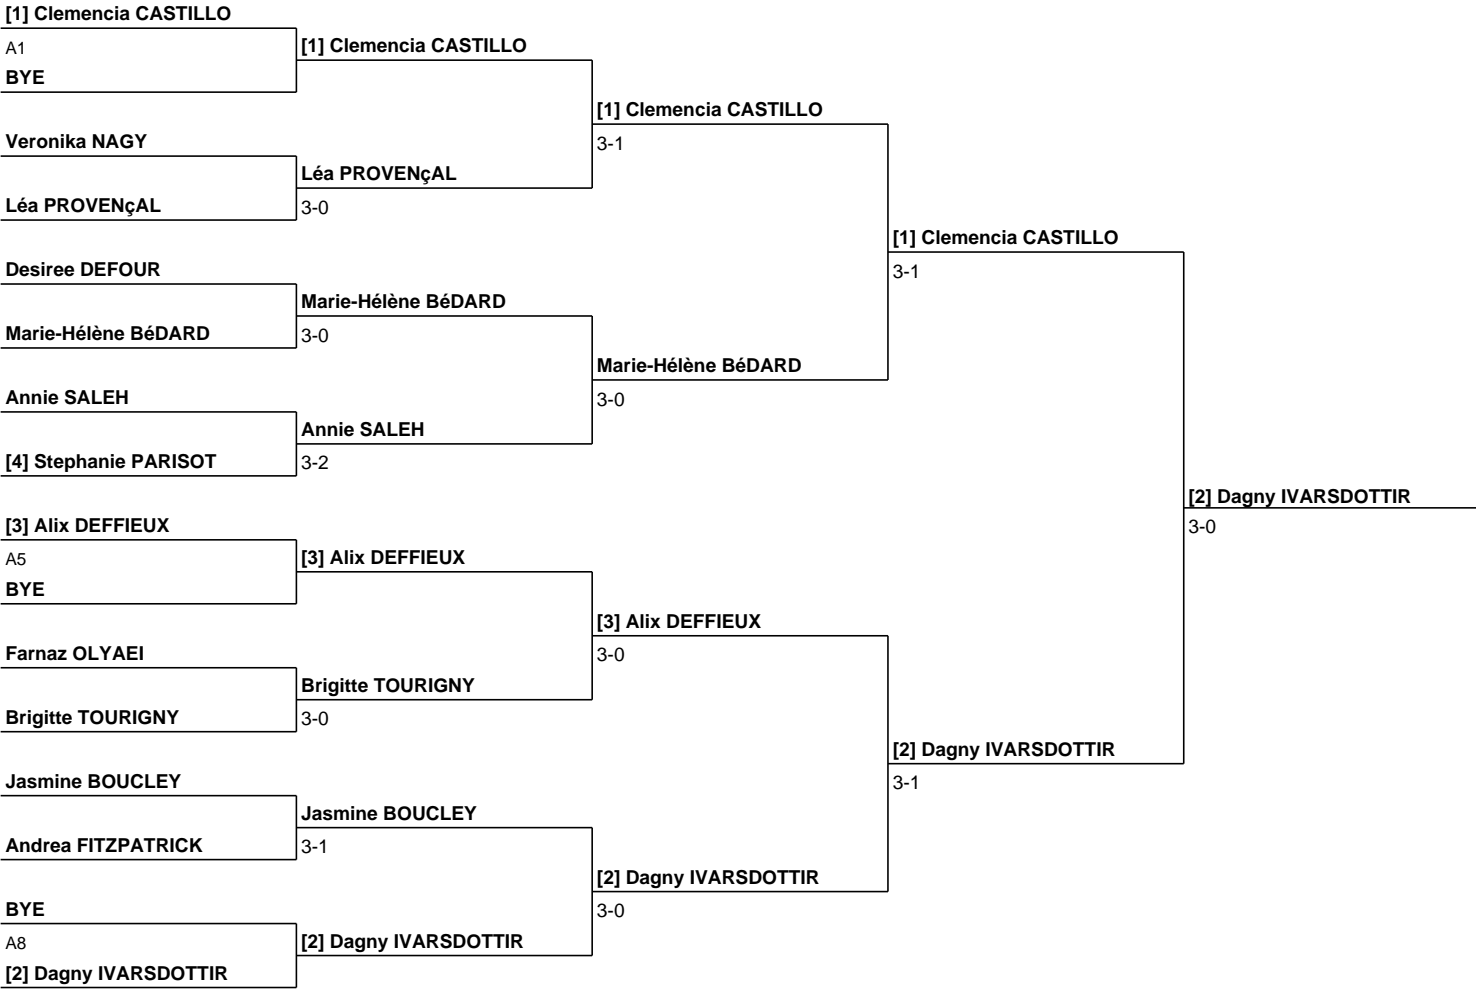 [1] Clemencia CASTILLO
A1
BYE
Veronika NAGY
Léa PROVENçAL
Desiree DEFOUR
Marie-Hélène BéDARD
Annie SALEH
[4] Stephanie PARISOT
[3] Alix DEFFIEUX
A5
BYE
Farnaz OLYAEI
Brigitte TOURIGNY
Jasmine BOUCLEY
Andrea FITZPATRICK
BYE
A8
[2] Dagny IVARSDOTTIR
[1] Clemencia CASTILLO
Léa PROVENçAL
3-0
Marie-Hélène BéDARD
3-0
Annie SALEH
3-2
[3] Alix DEFFIEUX
Brigitte TOURIGNY
3-0
Jasmine BOUCLEY
3-1
[2] Dagny IVARSDOTTIR
[1] Clemencia CASTILLO
3-1
Marie-Hélène BéDARD
3-0
[3] Alix DEFFIEUX
3-0
[2] Dagny IVARSDOTTIR
3-0
[1] Clemencia CASTILLO
3-1
[2] Dagny IVARSDOTTIR
3-1
[2] Dagny IVARSDOTTIR
3-0